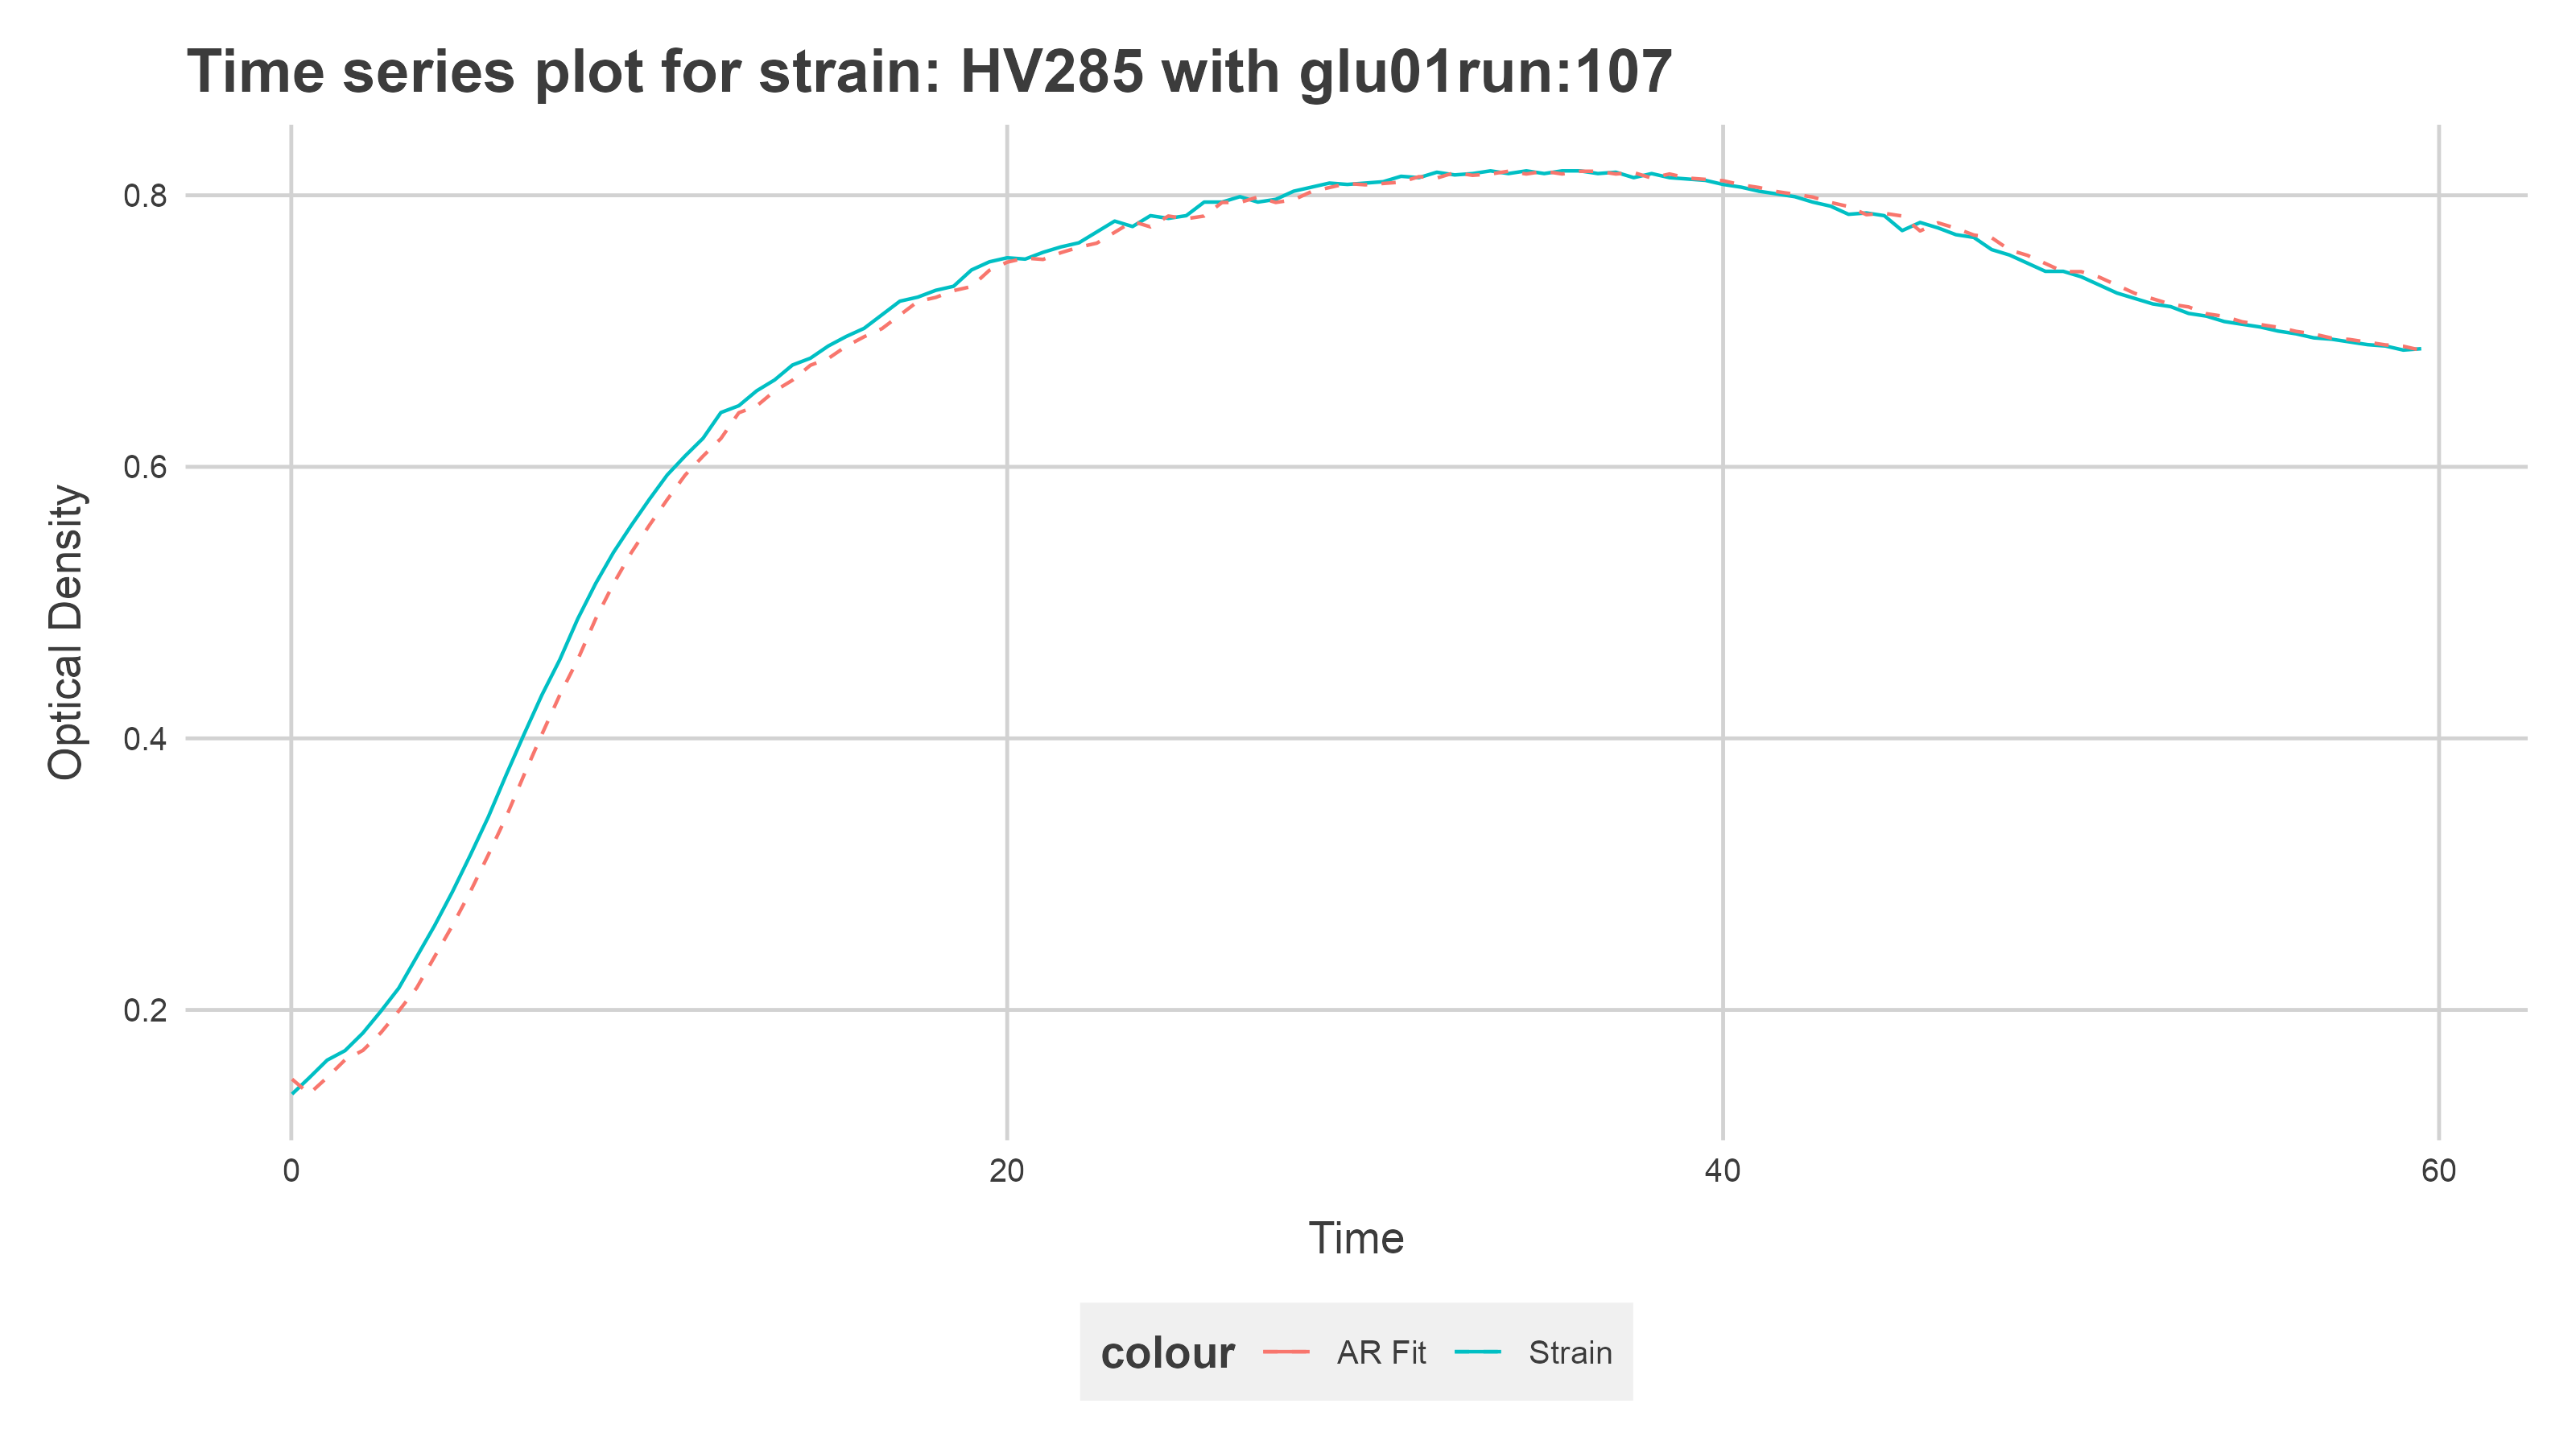 Time series plot for strain: HV285 with glu01run:107
Optical Density
0.8
0.6
0.4
0.2
0 20 40 60
Time
colour AR Fit Strain